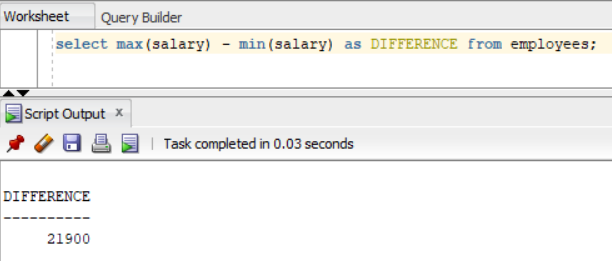 Worksheet Query Builder
select max(salary) - min(salary) as DIFFERENCE from employees;
Script Output x
Task completed in 0.03 seconds
DIFFERENCE
----------
21900